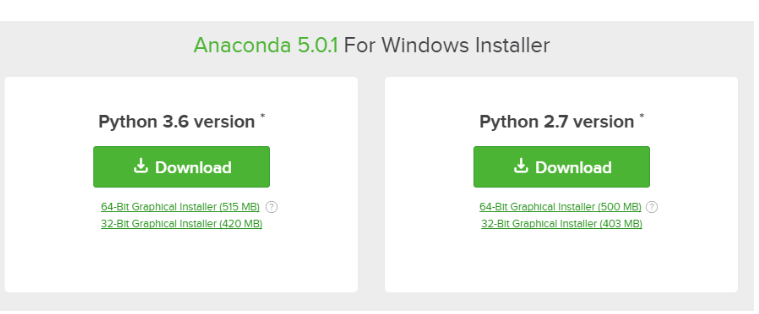 Anaconda 5.0.1 For Windows Installer
Python 3.6 version *
Download
64-Bit Graphical Installer (515 MB) ?
32-Bit Graphical Installer (420 MB)
Python 2.7 version *
Download
64-Bit Graphical Installer (500 MB) ?
32-Bit Graphical Installer (403 MB)